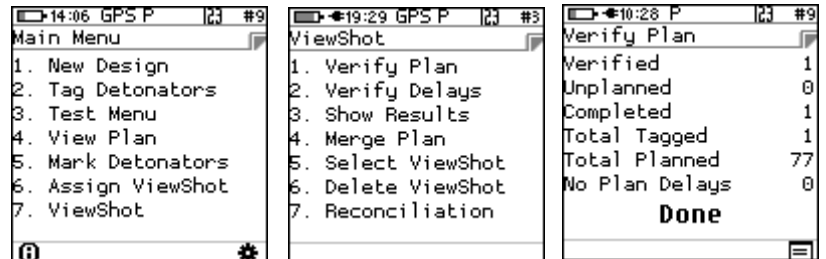 14:06 GPS P 123 #9
Main Menu
1. New Design
2. Tag Detonators
3. Test Menu
4. View Plan
5. Mark Detonators
6. Assign ViewShot
7. ViewShot
19:29 GPS P 123 #3
ViewShot
1. Verify Plan
2. Verify Delays
3. Show Results
4. Merge Plan
5. Select ViewShot
6. Delete ViewShot
7. Reconciliation
10:28 P 123 #9
Verify Plan
Verified 1
Unplanned 0
Completed 1
Total Tagged 1
Total Planned 77
No Plan Delays 0
Done